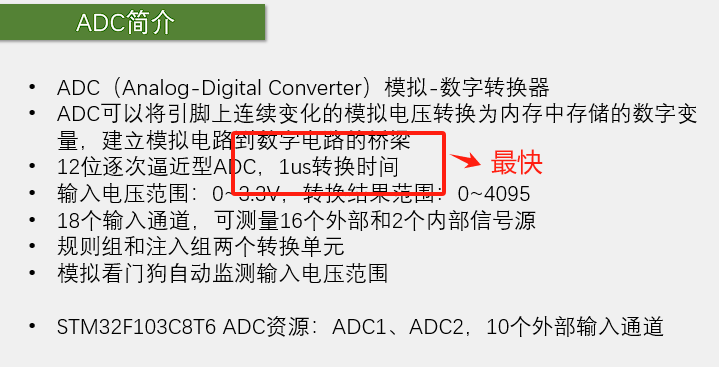 ADC简介
• ADC（Analog-Digital Converter）模拟-数字转换器
• ADC可以将引脚上连续变化的模拟电压转换为内存中存储的数字变
量，建立模拟电路到数字电路的桥梁
• 12位逐次逼近型ADC，1us转换时间
最快
• 输入电压范围：0~3.3V，转换结果范围：0~4095
• 18个输入通道，可测量16个外部和2个内部信号源
• 规则组和注入组两个转换单元
• 模拟看门狗自动监测输入电压范围
• STM32F103C8T6 ADC资源：ADC1、ADC2，10个外部输入通道